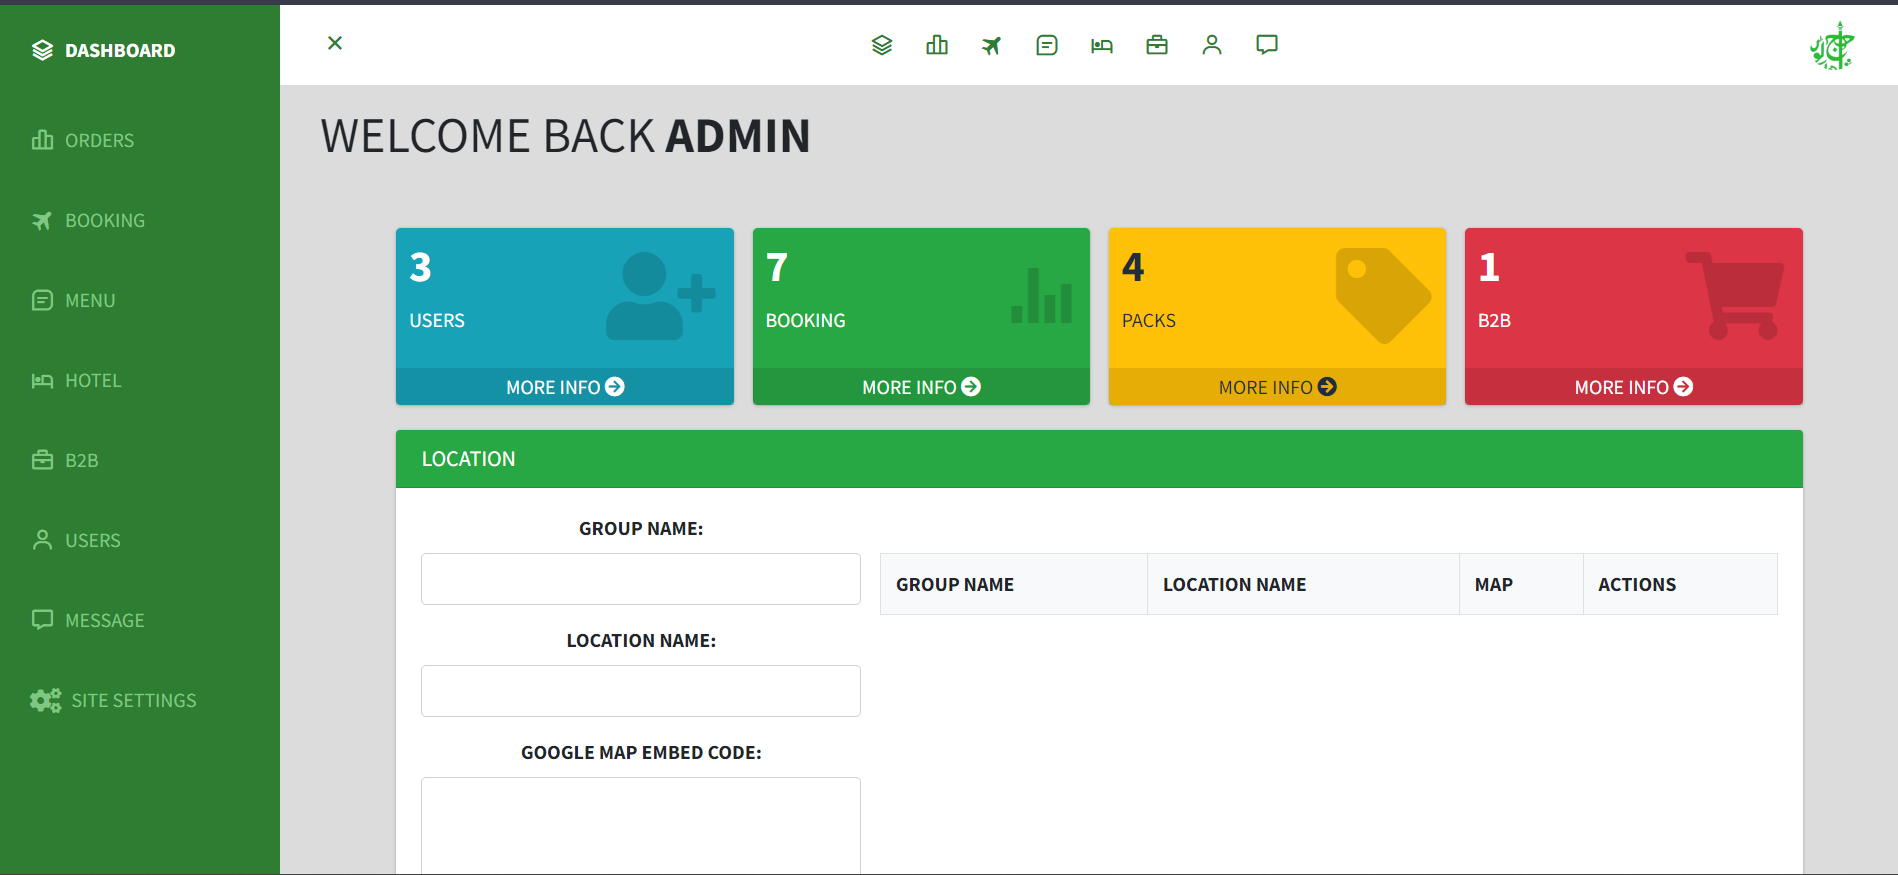 DASHBOARD
ORDERS
BOOKING
MENU
HOTEL
B2B
USERS
MESSAGE
SITE SETTINGS
WELCOME BACK ADMIN
3
USERS
MORE INFO
7
BOOKING
MORE INFO
4
PACKS
MORE INFO
1
B2B
MORE INFO
LOCATION
GROUP NAME:
LOCATION NAME:
GOOGLE MAP EMBED CODE:
GROUP NAME LOCATION NAME MAP ACTIONS